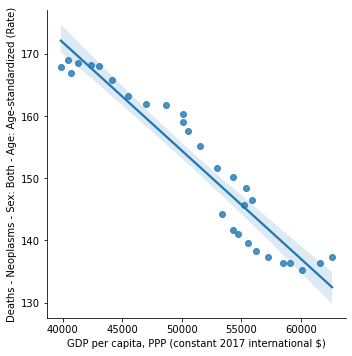 Deaths - Neoplasms - Sex: Both - Age: Age-standardized (Rate)
170
160
150
140
130
40000 45000 50000 55000 60000
GDP per capita, PPP (constant 2017 international $)